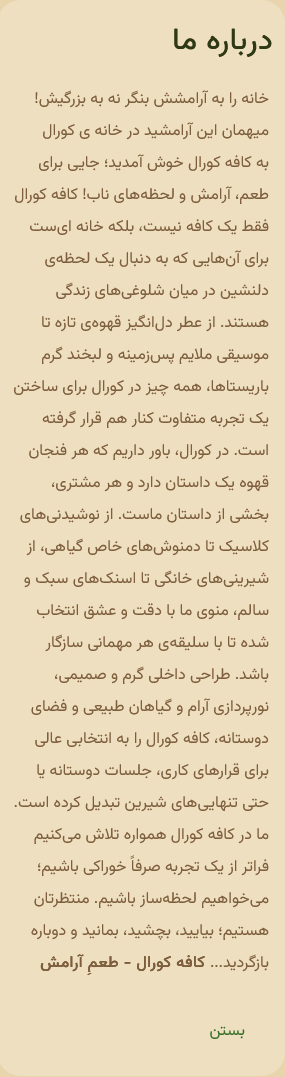 درباره ما
خانه را به آرامشش بنگر نه به بزرگیش!
میهمان این آرامشید در خانه ی کورال
به کافه کورال خوش آمدید؛ جایی برای
طعم، آرامش و لحظه‌های ناب! کافه کورال
فقط یک کافه نیست، بلکه خانه ای‌ست
برای آن‌هایی که به دنبال یک لحظه‌ی
دلنشین در میان شلوغی‌های زندگی
هستند. از عطر دل‌انگیز قهوه‌ی تازه تا
موسیقی ملایم پس‌زمینه و لبخند گرم
باریستاها، همه چیز در کورال برای ساختن
یک تجربه متفاوت کنار هم قرار گرفته
است. در کورال، باور داریم که هر فنجان
قهوه یک داستان دارد و هر مشتری،
بخشی از داستان ماست. از نوشیدنی‌های
کلاسیک تا دمنوش‌های خاص گیاهی، از
شیرینی‌های خانگی تا اسنک‌های سبک و
سالم، منوی ما با دقت و عشق انتخاب
شده تا با سلیقه‌ی هر مهمانی سازگار
باشد. طراحی داخلی گرم و صمیمی،
نورپردازی آرام و گیاهان طبیعی و فضای
دوستانه، کافه کورال را به انتخابی عالی
برای قرارهای کاری، جلسات دوستانه یا
حتی تنهایی‌های شیرین تبدیل کرده است.
ما در کافه کورال همواره تلاش می‌کنیم
فراتر از یک تجربه صرفاً خوراکی باشیم؛
می‌خواهیم لحظه‌ساز باشیم. منتظرتان
هستیم؛ بیایید، بچشید، بمانید و دوباره
بازگردید... کافه کورال – طعمِ آرامش
بستن